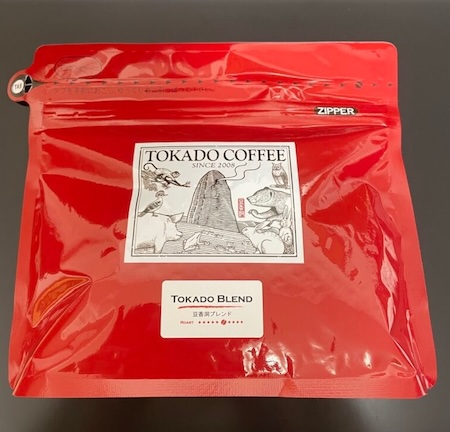 ZIPPER
TOKADO COFFEE
SINCE 2008
TOKADO BLEND
豆香洞ブレンド
ROAST